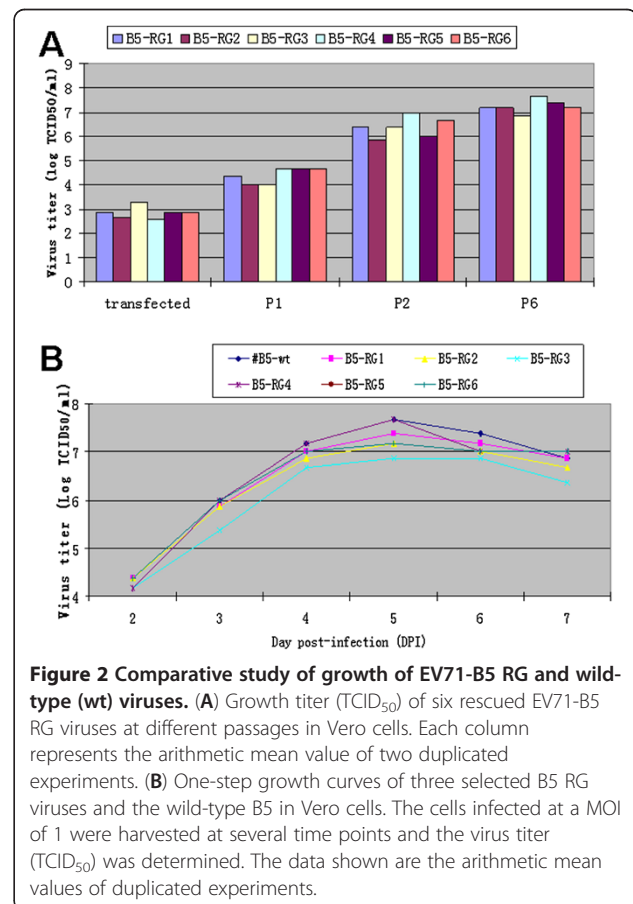 A
B5-RG1 B5-RG2 B5-RG3 B5-RG4 B5-RG5 B5-RG6
Virus titer (log TCID50/ml)
9
8
7
6
5
4
3
2
1
0
transfected P1 P2 P6
B
#B5-wt B5-RG1 B5-RG2 B5-RG3
B5-RG4 B5-RG5 B5-RG6
Virus titer (Log TCID50/ml)
8
7
6
5
4
2 3 4 5 6 7
Day post-infection (DPI)
Figure 2 Comparative study of growth of EV71-B5 RG and wild-
type (wt) viruses. (A) Growth titer (TCID50) of six rescued EV71-B5
RG viruses at different passages in Vero cells. Each column
represents the arithmetic mean value of two duplicated
experiments. (B) One-step growth curves of three selected B5 RG
viruses and the wild-type B5 in Vero cells. The cells infected at a MOI
of 1 were harvested at several time points and the virus titer
(TCID50) was determined. The data shown are the arithmetic mean
values of duplicated experiments.